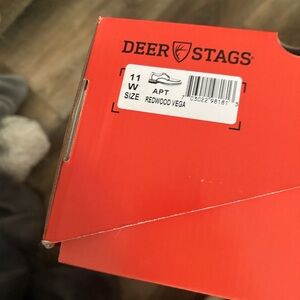 DEER STAGS
11
W
SIZE
APT
REDWOOD VEGA